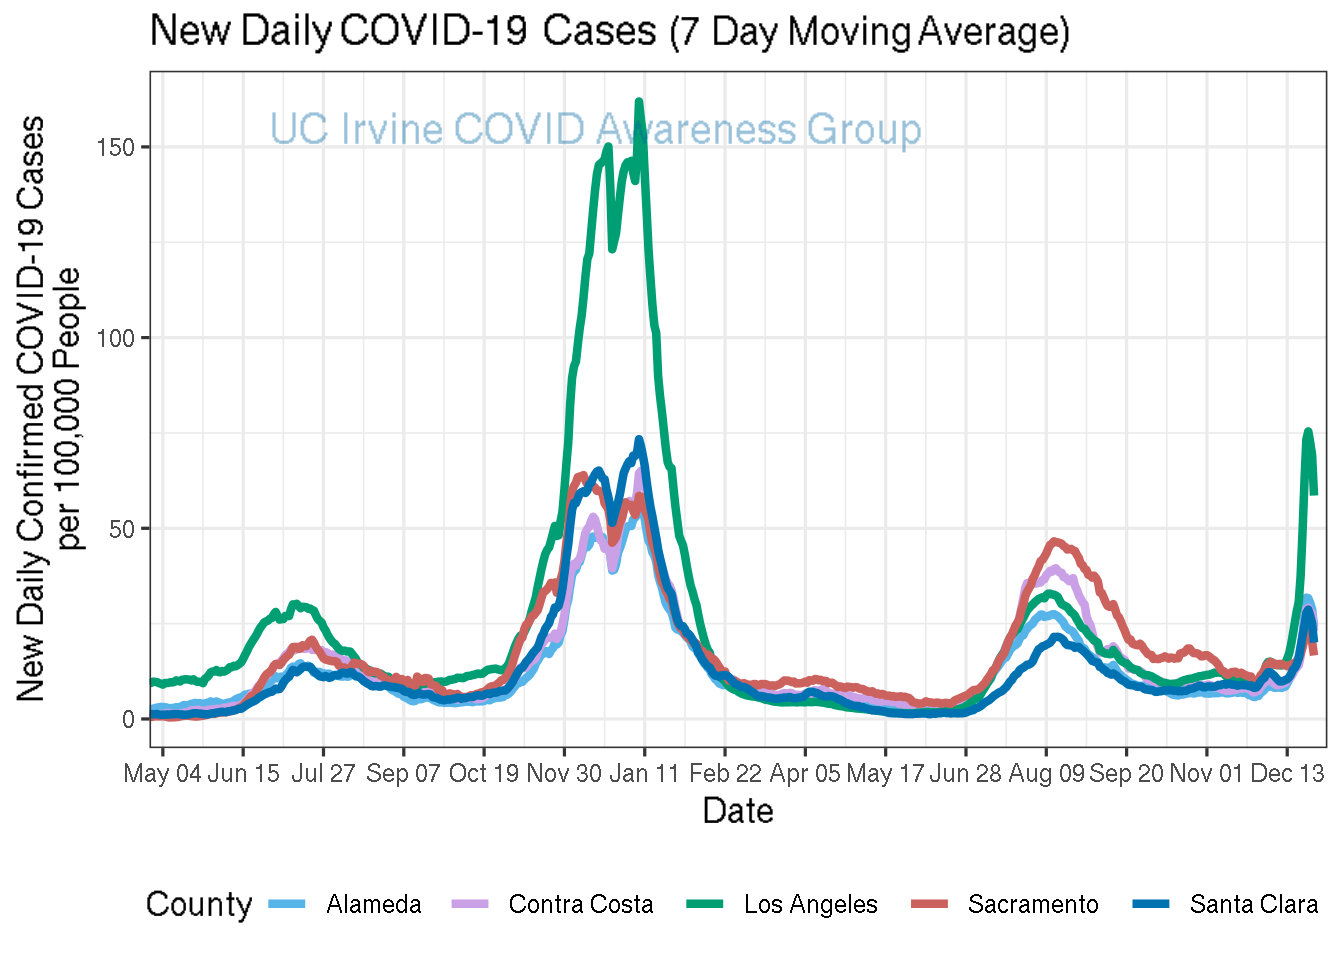 New Daily COVID-19 Cases (7 Day Moving Average)
UC Irvine COVID Awareness Group
New Daily Confirmed COVID-19 Cases
per 100,000 People
150
100
50
0
May 04 Jun 15 Jul 27 Sep 07 Oct 19 Nov 30 Jan 11 Feb 22 Apr 05 May 17 Jun 28 Aug 09 Sep 20 Nov 01 Dec 13
Date
County Alameda Contra Costa Los Angeles Sacramento Santa Clara